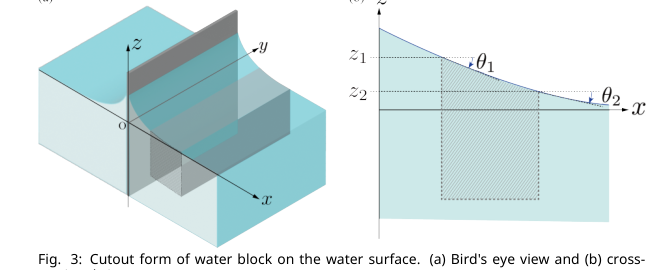 z
y
O
x
z1
θ1
z2
θ2
x
Fig. 3: Cutout form of water block on the water surface. (a) Bird's eye view and (b) cross-